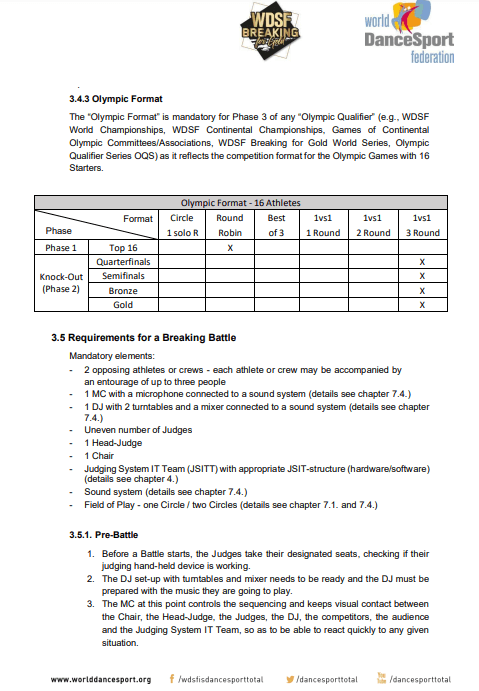 WDSF
BREAKING
for Gold
world
DanceSport
federation
.
3.4.3 Olympic Format
The “Olympic Format” is mandatory for Phase 3 of any “Olympic Qualifier” (e.g., WDSF
World Championships, WDSF Continental Championships, Games of Continental
Olympic Committees/Associations, WDSF Breaking for Gold World Series, Olympic
Qualifier Series OQS) as it reflects the competition format for the Olympic Games with 16
Starters.
Olympic Format - 16 Athletes
Format Circle Round Best 1vs1 1vs1 1vs1
Phase 1 solo R Robin of 3 1 Round 2 Round 3 Round
Phase 1 Top 16 X
Quarterfinals X
Knock-Out Semifinals X
(Phase 2) Bronze X
Gold X
3.5 Requirements for a Breaking Battle
Mandatory elements:
- 2 opposing athletes or crews - each athlete or crew may be accompanied by
an entourage of up to three people
- 1 MC with a microphone connected to a sound system (details see chapter 7.4.)
- 1 DJ with 2 turntables and a mixer connected to a sound system (details see chapter
7.4.)
- Uneven number of Judges
- 1 Head-Judge
- 1 Chair
- Judging System IT Team (JSITT) with appropriate JSIT-structure (hardware/software)
(details see chapter 4.)
- Sound system (details see chapter 7.4.)
- Field of Play - one Circle / two Circles (details see chapter 7.1. and 7.4.)
3.5.1. Pre-Battle
1. Before a Battle starts, the Judges take their designated seats, checking if their
judging hand-held device is working.
2. The DJ set-up with turntables and mixer needs to be ready and the DJ must be
prepared with the music they are going to play.
3. The MC at this point controls the sequencing and keeps visual contact between
the Chair, the Head-Judge, the Judges, the DJ, the competitors, the audience
and the Judging System IT Team, so as to be able to react quickly to any given
situation.
www.worlddancesport.org f /wdsfisdancesporttotal /dancesporttotal You Tube /dancesporttotal